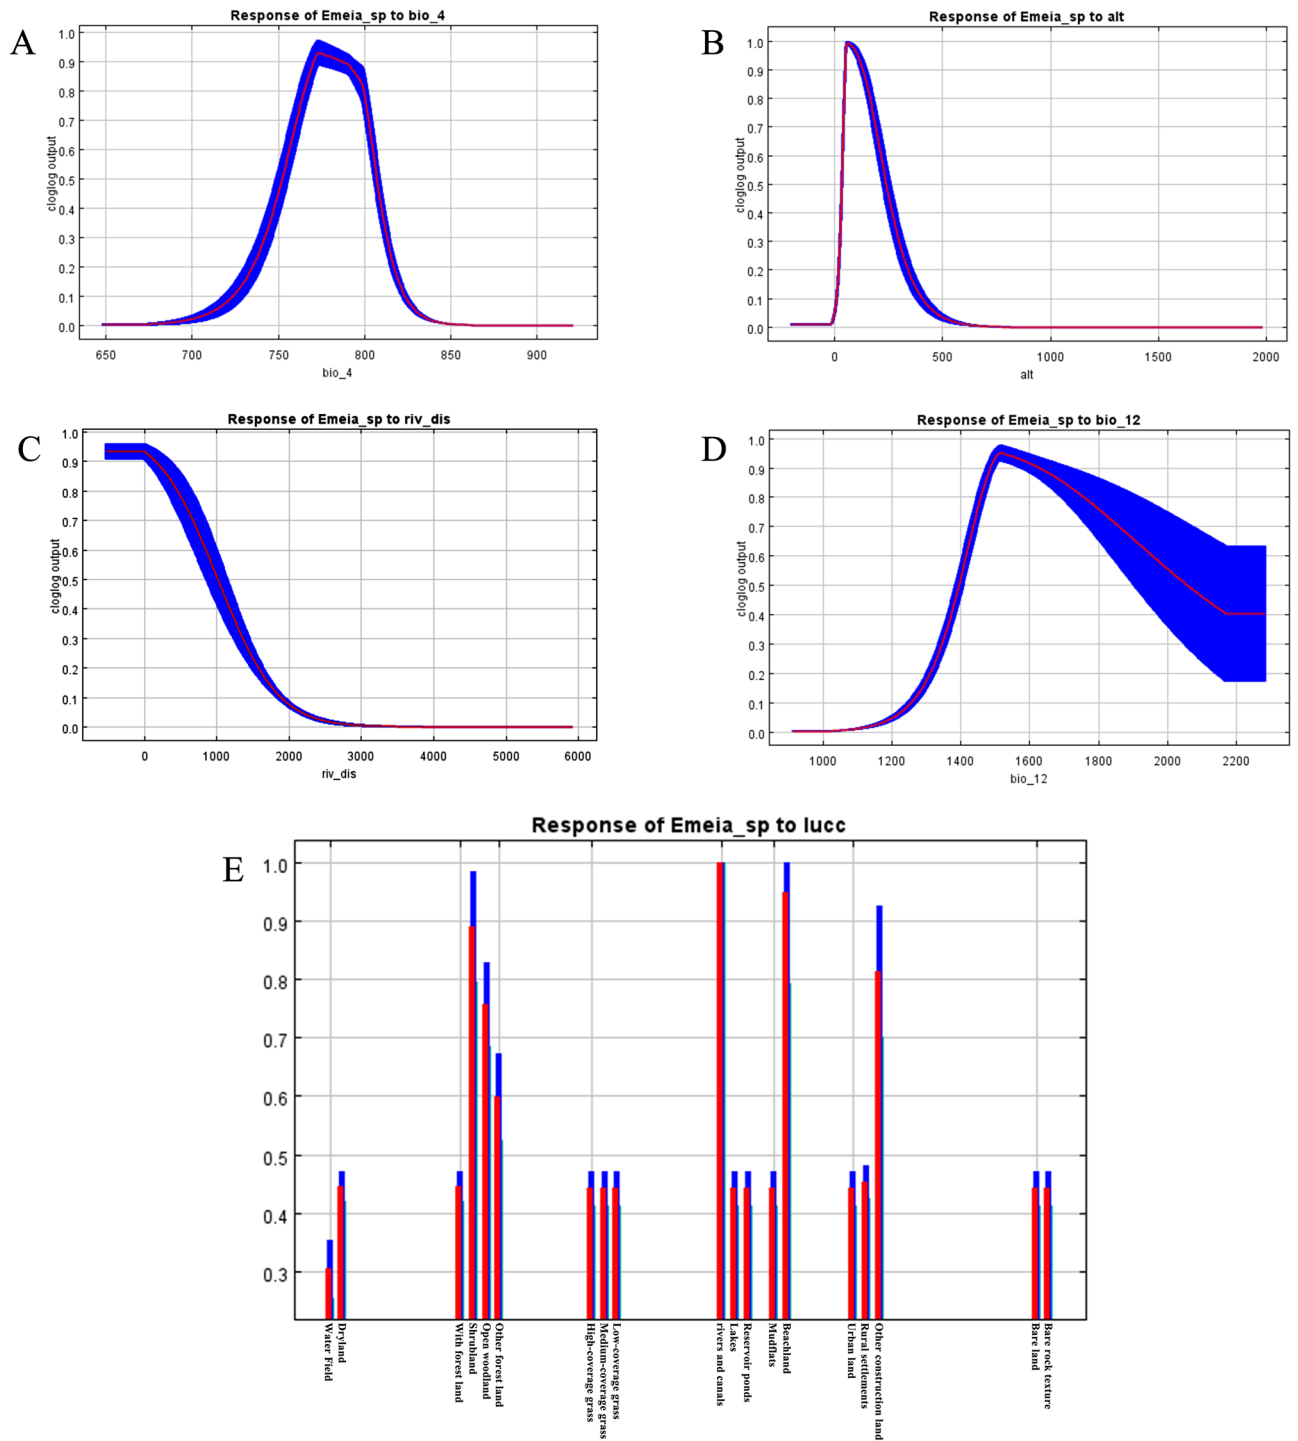 A
Response of Emeia_sp to bio_4
cloglog output
1.0
0.9
0.8
0.7
0.6
0.5
0.4
0.3
0.2
0.1
0.0
650 700 750 800 850 900
bio_4
B
Response of Emeia_sp to alt
cloglog output
1.0
0.9
0.8
0.7
0.6
0.5
0.4
0.3
0.2
0.1
0.0
0 500 1000 1500 2000
alt
C
Response of Emeia_sp to riv_dis
cloglog output
1.0
0.9
0.8
0.7
0.6
0.5
0.4
0.3
0.2
0.1
0.0
0 1000 2000 3000 4000 5000 6000
riv_dis
D
Response of Emeia_sp to bio_12
cloglog output
1.0
0.9
0.8
0.7
0.6
0.5
0.4
0.3
0.2
0.1
0.0
1000 1200 1400 1600 1800 2000 2200
bio_12
E
Response of Emeia_sp to lucc
1.0
0.9
0.8
0.7
0.6
0.5
0.4
0.3
Water Field
Dryland
With forest land
Shrubland
Open woodland
Other forest land
High-coverage grass
Medium-coverage grass
Low-coverage grass
rivers and canals
Lakes
Reservoir ponds
Mudflats
Beachland
Urban land
Rural settlements
Other construction land
Bare land
Bare rock texture